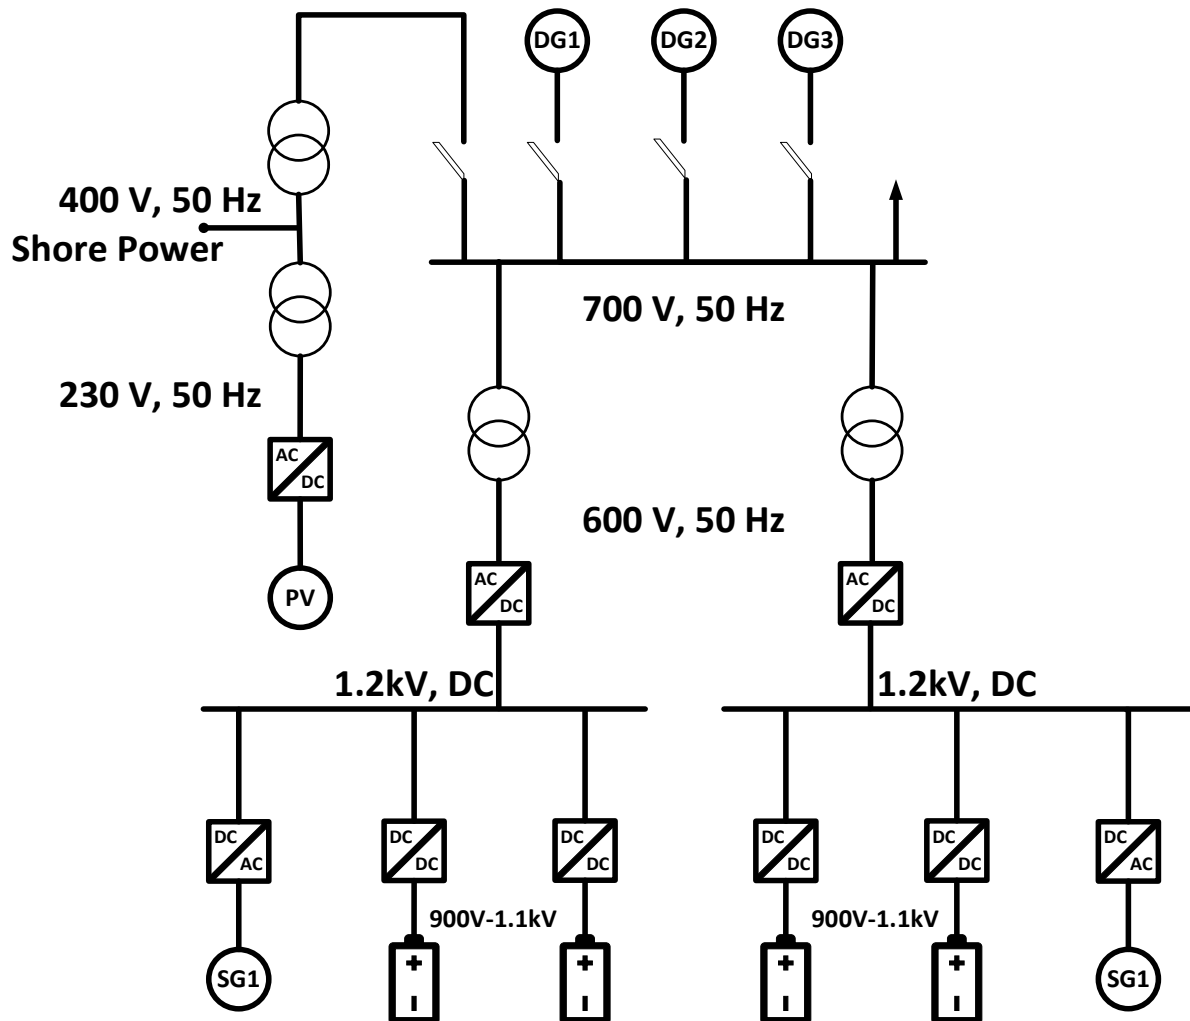 DG1
DG2
DG3
400 V, 50 Hz
Shore Power
700 V, 50 Hz
230 V, 50 Hz
AC
DC
600 V, 50 Hz
AC
DC
AC
DC
PV
1.2kV, DC
1.2kV, DC
DC
AC
DC
DC
DC
DC
DC
DC
DC
DC
DC
AC
900V-1.1kV
900V-1.1kV
SG1
+
-
+
-
+
-
+
-
SG1